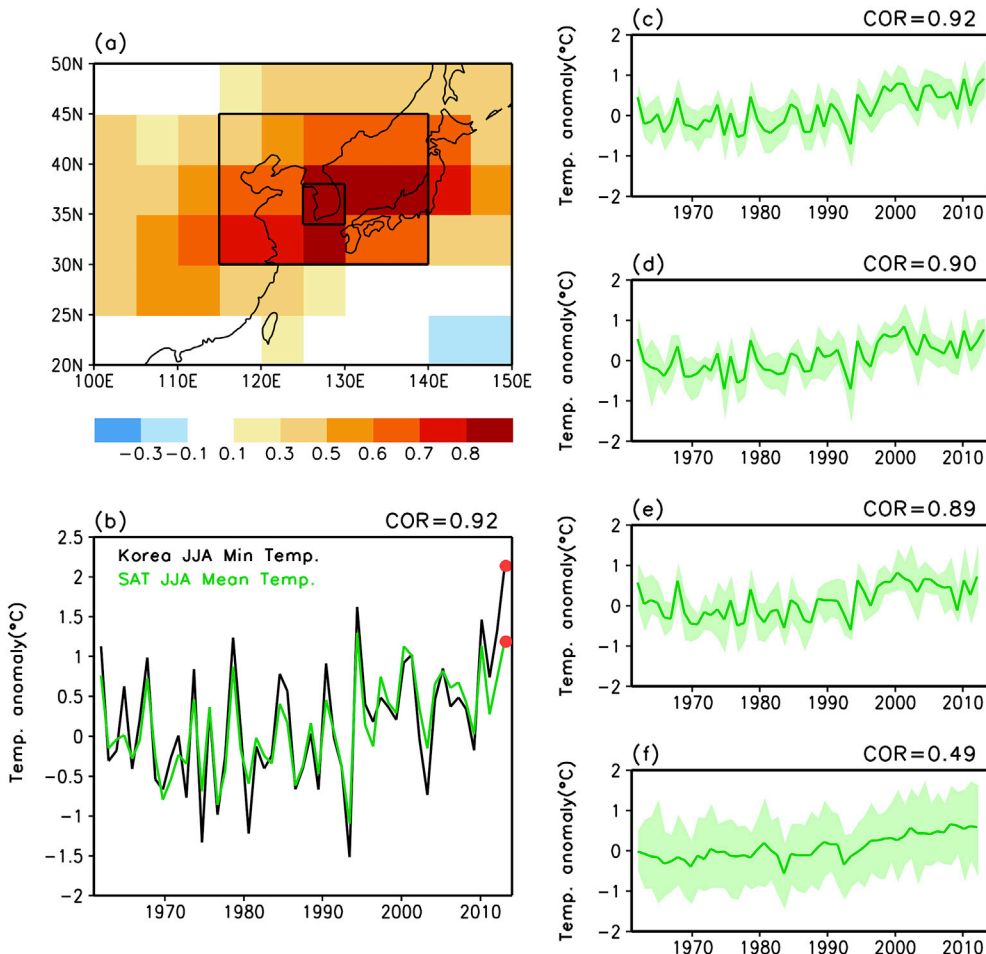 (a)
50N
45N
40N
35N
30N
25N
20N
100E 110E 120E 130E 140E 150E
−0.3 −0.1 0.1 0.3 0.5 0.6 0.7 0.8
(b) COR=0.92
Korea JJA Min Temp.
SAT JJA Mean Temp.
Temp. anomaly(°C)
2.5
2
1.5
1
0.5
0
−0.5
−1
−1.5
−2
1970 1980 1990 2000 2010
(c) COR=0.92
Temp. anomaly(°C)
2
1
0
−1
−2
1970 1980 1990 2000 2010
(d) COR=0.90
Temp. anomaly(°C)
2
1
0
−1
−2
1970 1980 1990 2000 2010
(e) COR=0.89
Temp. anomaly(°C)
2
1
0
−1
−2
1970 1980 1990 2000 2010
(f) COR=0.49
Temp. anomaly(°C)
2
1
0
−1
−2
1970 1980 1990 2000 2010